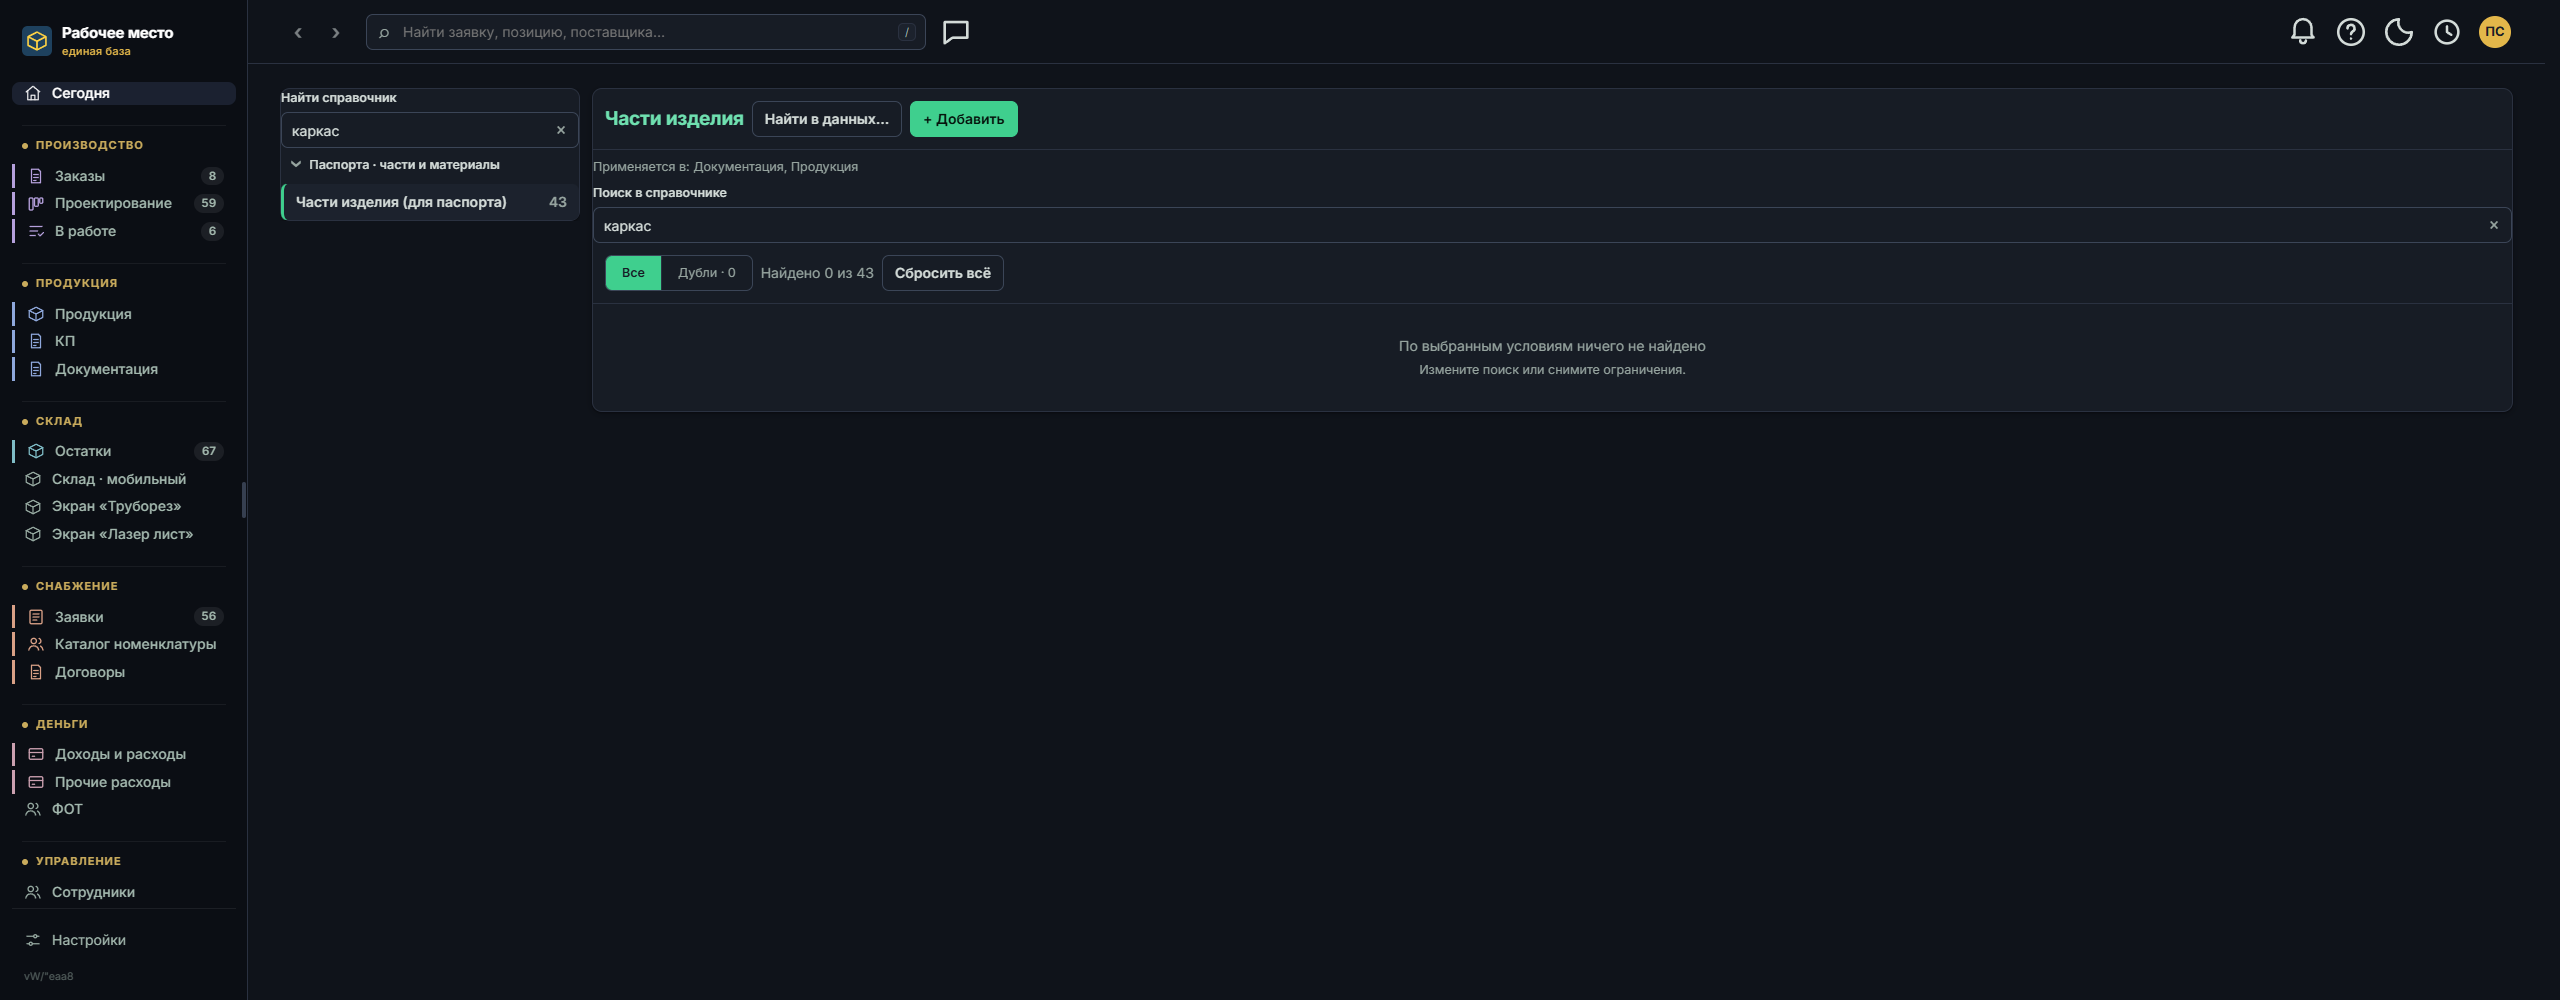 Рабочее место
единая база
Сегодня
ПРОИЗВОДСТВО
Заказы 8
Проектирование 59
В работе 6
ПРОДУКЦИЯ
Продукция
КП
Документация
СКЛАД
Остатки 67
Склад · мобильный
Экран «Труборез»
Экран «Лазер лист»
СНАБЖЕНИЕ
Заявки 56
Каталог номенклатуры
Договоры
ДЕНЬГИ
Доходы и расходы
Прочие расходы
ФОТ
УПРАВЛЕНИЕ
Сотрудники
Настройки
vW/"eaa8
Найти заявку, позицию, поставщика... /
ПС
Найти справочник
каркас ×
Паспорта · части и материалы
Части изделия (для паспорта) 43
Части изделия Найти в данных... + Добавить
Применяется в: Документация, Продукция
Поиск в справочнике
каркас ×
Все Дубли · 0 Найдено 0 из 43 Сбросить всё
По выбранным условиям ничего не найдено
Измените поиск или снимите ограничения.